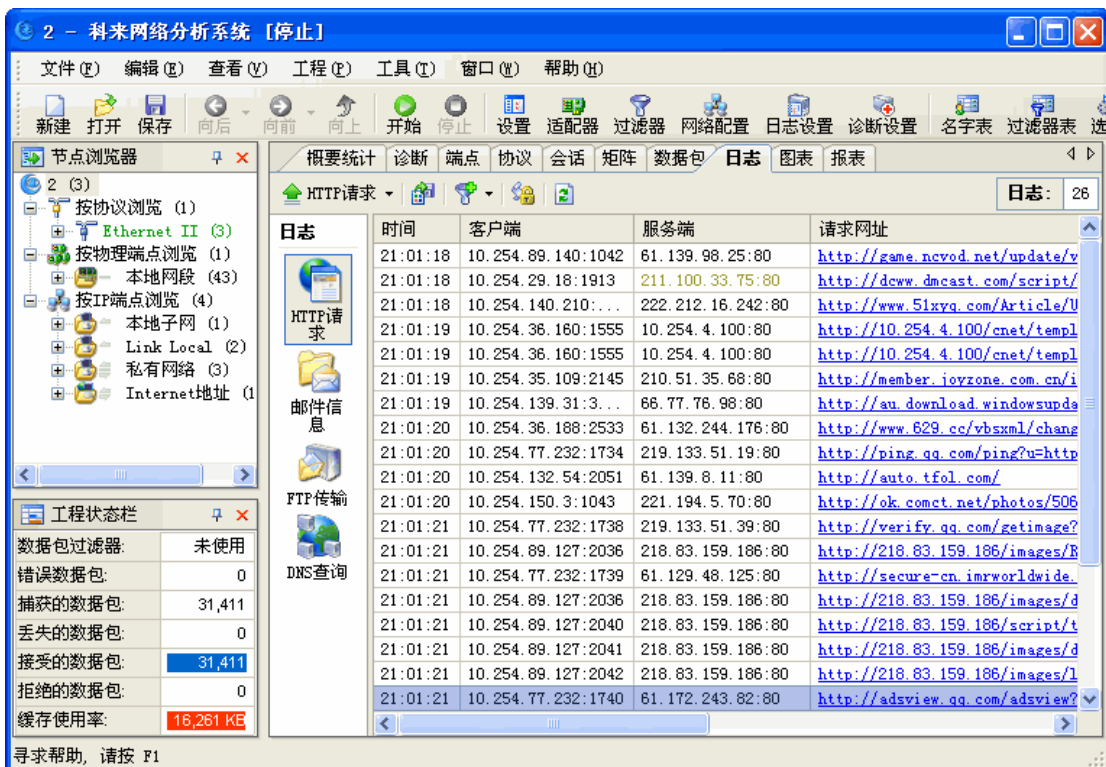 2 - 科来网络分析系统 [停止]
文件(F) 编辑(E) 查看(V) 工程(P) 工具(T) 窗口(W) 帮助(H)
新建 打开 保存 向后 向前 向上 开始 停止 设置 适配器 过滤器 网络配置 日志设置 诊断设置 名字表 过滤器表 选
节点浏览器
2 (3)
按协议浏览 (1)
Ethernet II (3)
按物理端点浏览 (1)
本地网段 (43)
按IP端点浏览 (4)
本地子网 (1)
Link Local (2)
私有网络 (3)
Internet地址 (1
工程状态栏
数据包过滤器: 未使用
错误数据包: 0
捕获的数据包: 31,411
丢失的数据包: 0
接受的数据包: 31,411
拒绝的数据包: 0
缓存使用率: 16,261 KB
概要统计 诊断 端点 协议 会话 矩阵 数据包 日志 图表 报表
HTTP请求 日志: 26
日志
HTTP请
求
邮件信
息
FTP传输
DNS查询
时间 客户端 服务端 请求网址
21:01:18 10.254.89.140:1042 61.139.98.25:80 http://game.ncvod.net/update/v
21:01:18 10.254.29.18:1913 211.100.33.75:80 http://dcww.dmcast.com/script/
21:01:18 10.254.140.210:... 222.212.16.242:80 http://www.51xyq.com/Article/U
21:01:19 10.254.36.160:1555 10.254.4.100:80 http://10.254.4.100/cnet/templ
21:01:19 10.254.36.160:1555 10.254.4.100:80 http://10.254.4.100/cnet/templ
21:01:19 10.254.35.109:2145 210.51.35.68:80 http://member.joyzone.com.cn/i
21:01:19 10.254.139.31:3... 66.77.76.98:80 http://au.download.windowsupda
21:01:20 10.254.36.188:2533 61.132.244.176:80 http://www.629.cc/vbsxml/chang
21:01:20 10.254.77.232:1734 219.133.51.19:80 http://ping.qq.com/ping?u=http
21:01:20 10.254.132.54:2051 61.139.8.11:80 http://auto.tfol.com/
21:01:20 10.254.150.3:1043 221.194.5.70:80 http://ok.comct.net/photos/506
21:01:21 10.254.77.232:1738 219.133.51.39:80 http://verify.qq.com/getimage?
21:01:21 10.254.89.127:2036 218.83.159.186:80 http://218.83.159.186/images/R
21:01:21 10.254.77.232:1739 61.129.48.125:80 http://secure-cn.imrworldwide.
21:01:21 10.254.89.127:2036 218.83.159.186:80 http://218.83.159.186/images/d
21:01:21 10.254.89.127:2040 218.83.159.186:80 http://218.83.159.186/script/t
21:01:21 10.254.89.127:2041 218.83.159.186:80 http://218.83.159.186/images/d
21:01:21 10.254.89.127:2042 218.83.159.186:80 http://218.83.159.186/images/l
21:01:21 10.254.77.232:1740 61.172.243.82:80 http://adsview.qq.com/adsview?
寻求帮助, 请按 F1